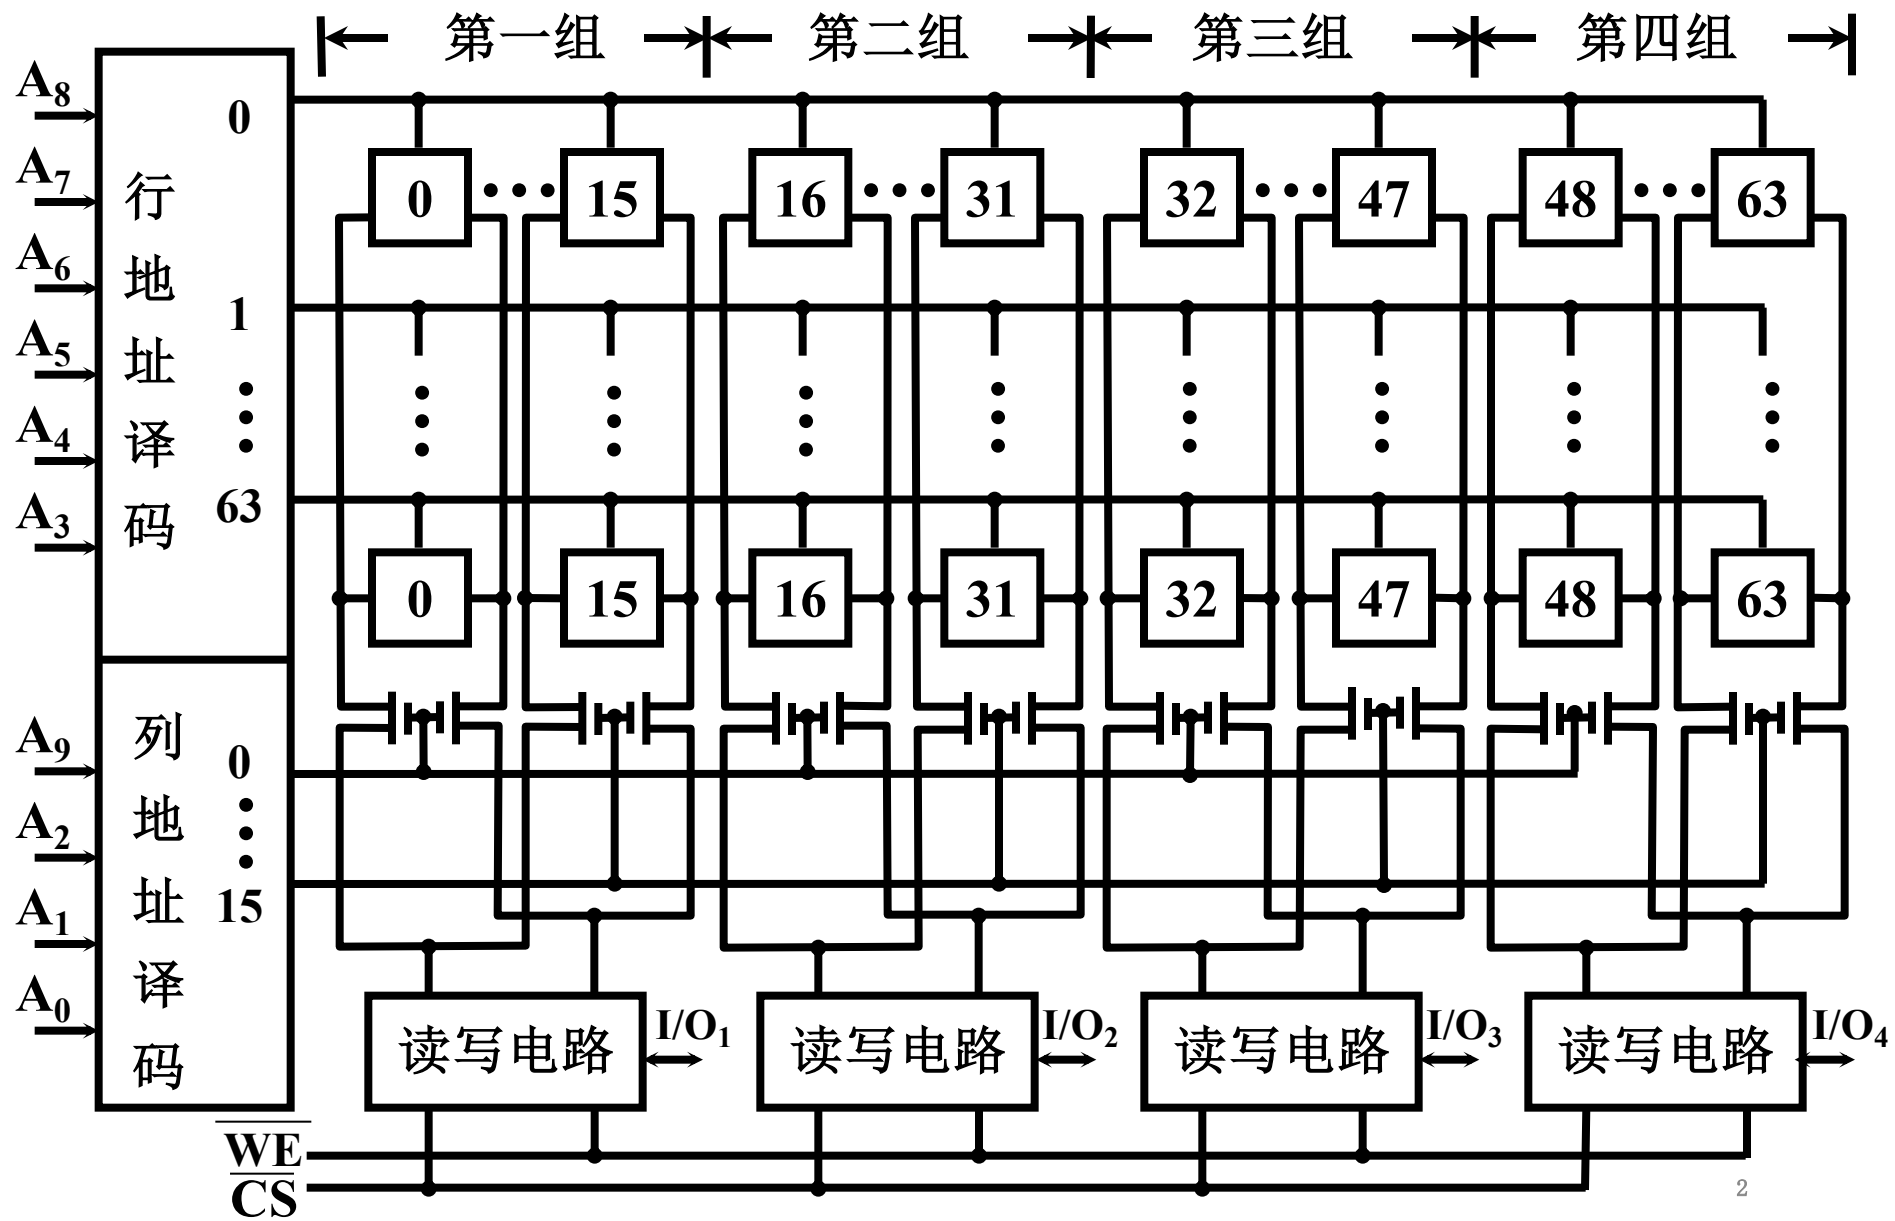 第一组 第二组 第三组 第四组
A8
0
A7
行地址译码
0 15 16 31 32 47 48 63
A6
1
A5
A4
63
A3
0 15 16 31 32 47 48 63
列地址译码
A9
0
A2
15
A1
A0
读写电路 I/O1 读写电路 I/O2 读写电路 I/O3 读写电路 I/O4
WE
CS
2